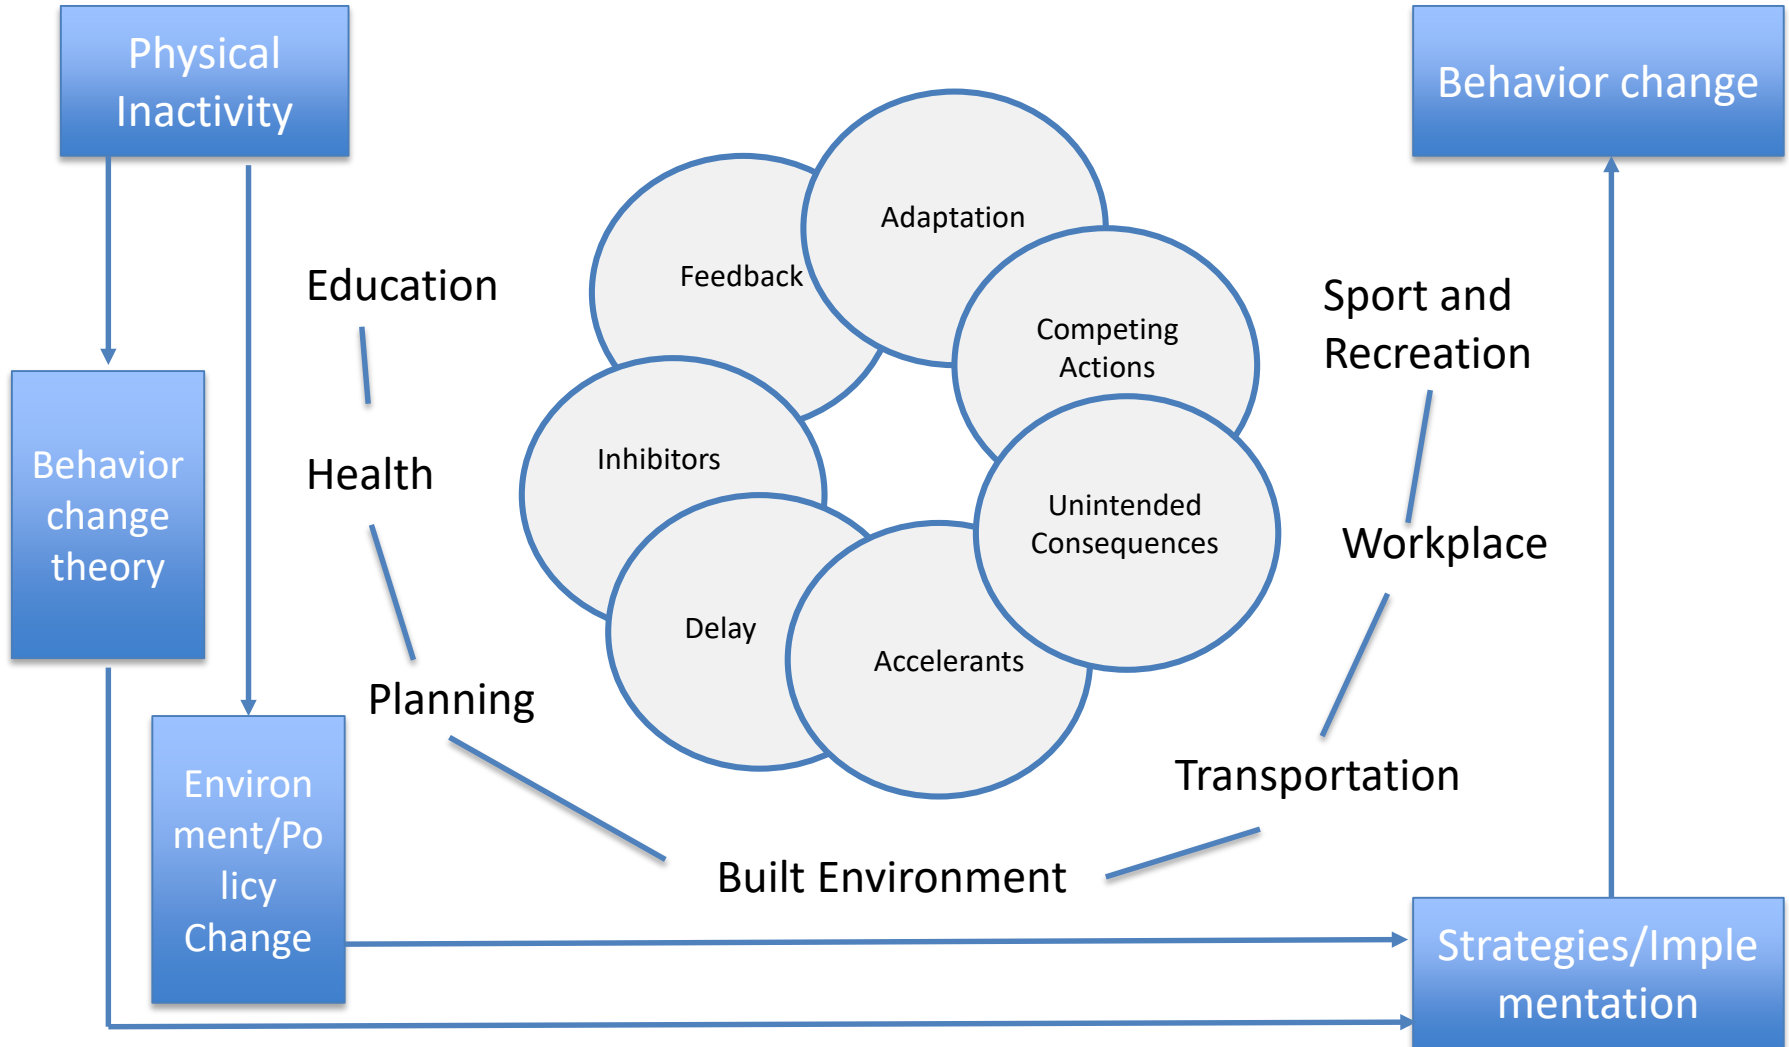 Physical
Inactivity
Behavior change
Adaptation
Feedback
Education
Sport and
Recreation
Competing
Actions
Behavior
change
theory
Health
Inhibitors
Unintended
Consequences
Workplace
Delay
Accelerants
Planning
Transportation
Environ
ment/Po
licy
Change
Built Environment
Strategies/Imple
mentation